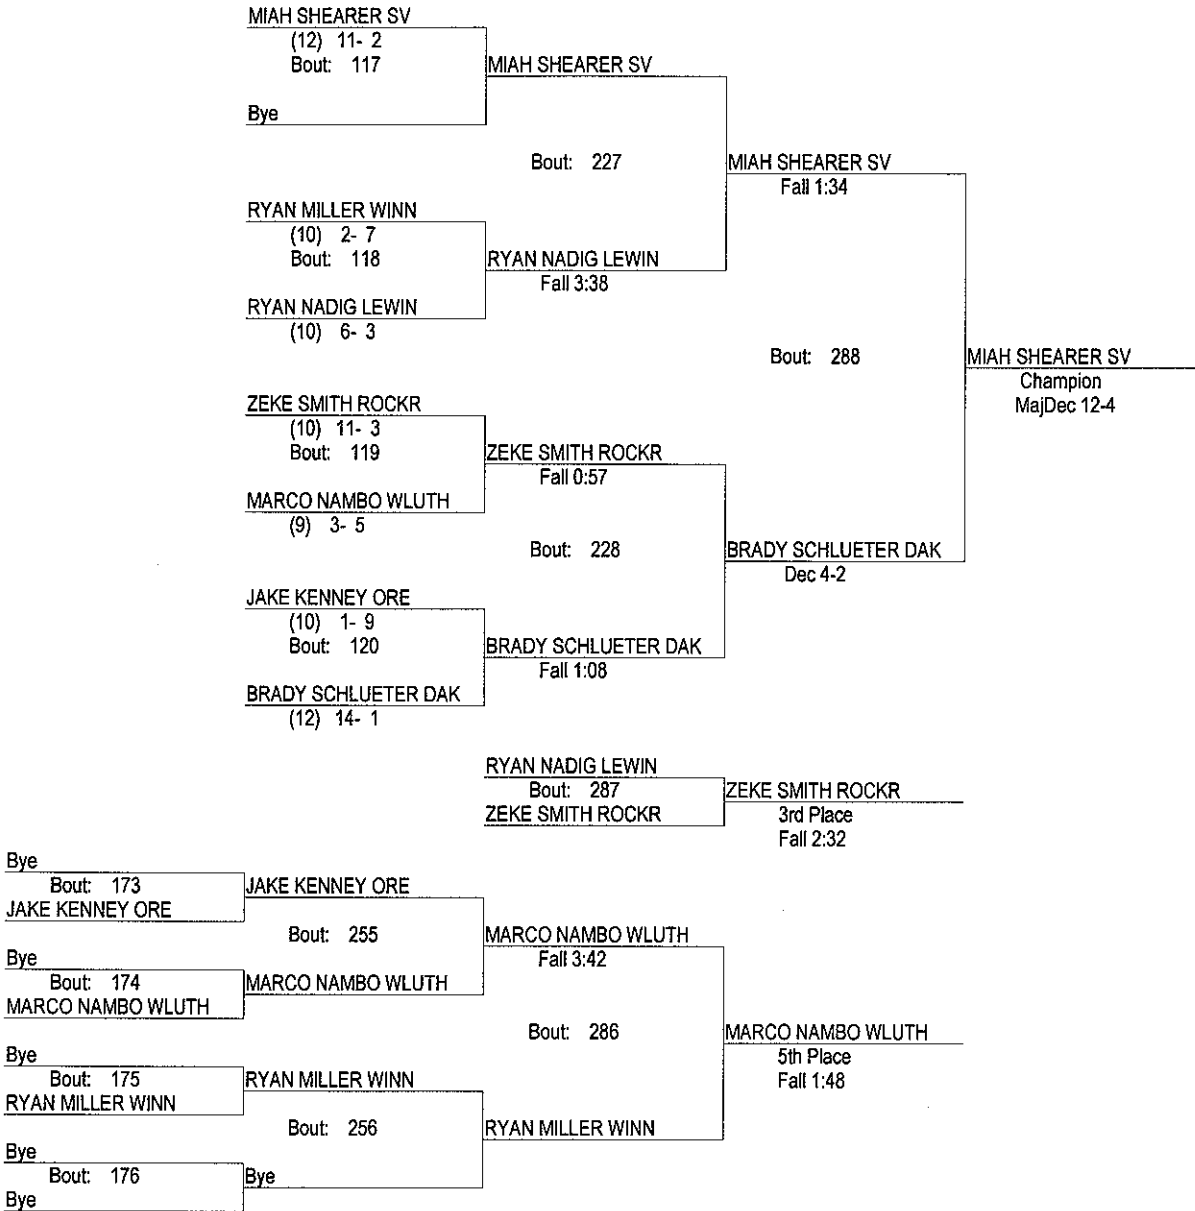 MIAH SHEARER SV
(12) 11- 2
Bout: 117
MIAH SHEARER SV
Bye
Bout: 227
MIAH SHEARER SV
Fall 1:34
RYAN MILLER WINN
(10) 2- 7
Bout: 118
RYAN NADIG LEWIN
Fall 3:38
RYAN NADIG LEWIN
(10) 6- 3
Bout: 288
MIAH SHEARER SV
Champion
MajDec 12-4
ZEKE SMITH ROCKR
(10) 11- 3
Bout: 119
ZEKE SMITH ROCKR
Fall 0:57
MARCO NAMBO WLUTH
(9) 3- 5
Bout: 228
BRADY SCHLUETER DAK
Dec 4-2
JAKE KENNEY ORE
(10) 1- 9
Bout: 120
BRADY SCHLUETER DAK
Fall 1:08
BRADY SCHLUETER DAK
(12) 14- 1
RYAN NADIG LEWIN
Bout: 287
ZEKE SMITH ROCKR
ZEKE SMITH ROCKR
3rd Place
Fall 2:32
Bye
Bout: 173
JAKE KENNEY ORE
JAKE KENNEY ORE
Bout: 255
MARCO NAMBO WLUTH
Fall 3:42
Bye
Bout: 174
MARCO NAMBO WLUTH
MARCO NAMBO WLUTH
Bout: 286
MARCO NAMBO WLUTH
5th Place
Fall 1:48
Bye
Bout: 175
RYAN MILLER WINN
RYAN MILLER WINN
Bout: 256
RYAN MILLER WINN
Bye
Bout: 176
Bye
Bye